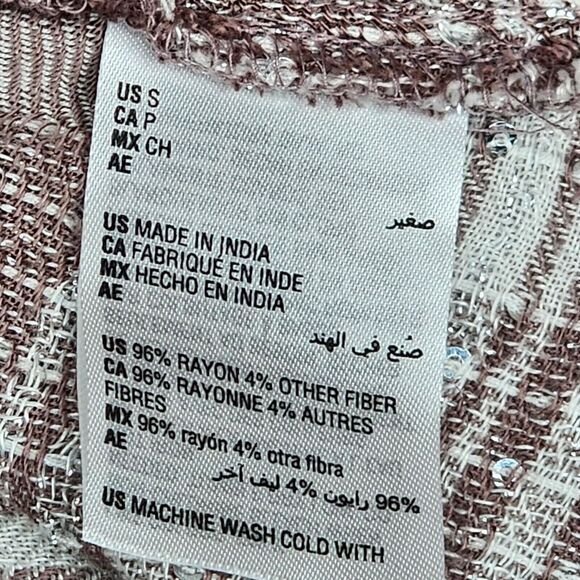 US S
CA P
MX CH
AE
صغير
US MADE IN INDIA
CA FABRIQUE EN INDE
MX HECHO EN INDIA
AE
صُنع في الهند
US 96% RAYON 4% OTHER FIBER
CA 96% RAYONNE 4% AUTRES
FIBRES
MX 96% rayón 4% otra fibra
AE
96% رايون 4% ليف آخر
US MACHINE WASH COLD WITH